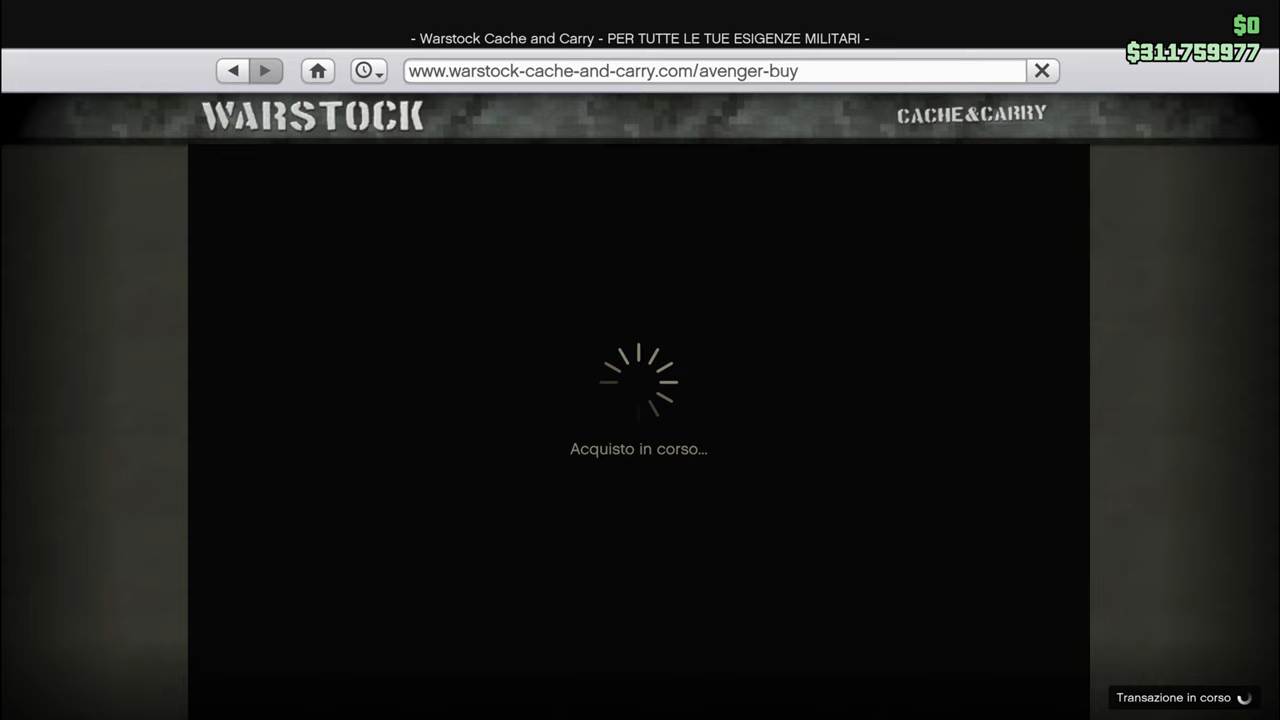 $0
- Warstock Cache and Carry - PER TUTTE LE TUE ESIGENZE MILITARI -
$311759977
www.warstock-cache-and-carry.com/avenger-buy
WARSTOCK
CACHE&CARRY
Acquisto in corso...
Transazione in corso